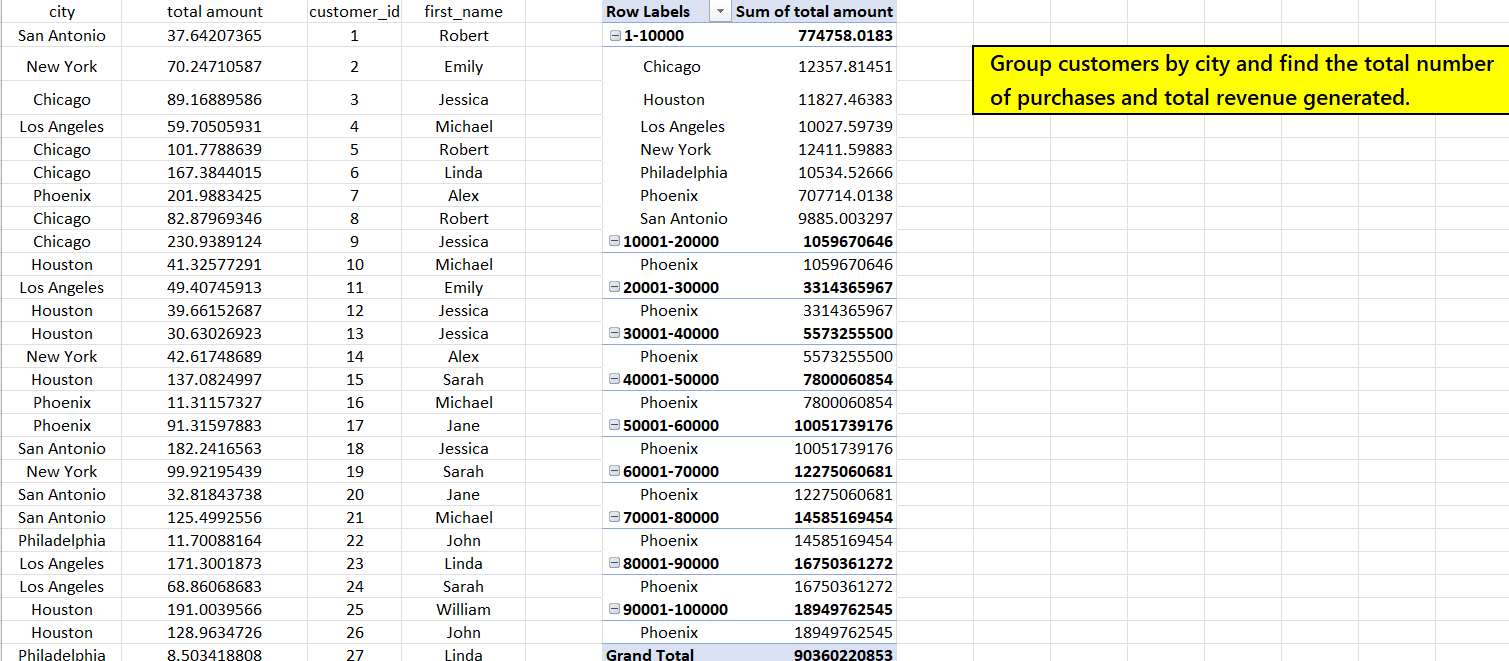 city total amount customer_id first_name Row Labels Sum of total amount
San Antonio 37.64207365 1 Robert 1-10000 774758.0183
New York 70.24710587 2 Emily Chicago 12357.81451
Group customers by city and find the total number
of purchases and total revenue generated.
Chicago 89.16889586 3 Jessica Houston 11827.46383
Los Angeles 59.70505931 4 Michael Los Angeles 10027.59739
Chicago 101.7788639 5 Robert New York 12411.59883
Chicago 167.3844015 6 Linda Philadelphia 10534.52666
Phoenix 201.9883425 7 Alex Phoenix 707714.0138
Chicago 82.87969346 8 Robert San Antonio 9885.003297
Chicago 230.9389124 9 Jessica 10001-20000 1059670646
Houston 41.32577291 10 Michael Phoenix 1059670646
Los Angeles 49.40745913 11 Emily 20001-30000 3314365967
Houston 39.66152687 12 Jessica Phoenix 3314365967
Houston 30.63026923 13 Jessica 30001-40000 5573255500
New York 42.61748689 14 Alex Phoenix 5573255500
Houston 137.0824997 15 Sarah 40001-50000 7800060854
Phoenix 11.31157327 16 Michael Phoenix 7800060854
Phoenix 91.31597883 17 Jane 50001-60000 10051739176
San Antonio 182.2416563 18 Jessica Phoenix 10051739176
New York 99.92195439 19 Sarah 60001-70000 12275060681
San Antonio 32.81843738 20 Jane Phoenix 12275060681
San Antonio 125.4992556 21 Michael 70001-80000 14585169454
Philadelphia 11.70088164 22 John Phoenix 14585169454
Los Angeles 171.3001873 23 Linda 80001-90000 16750361272
Los Angeles 68.86068683 24 Sarah Phoenix 16750361272
Houston 191.0039566 25 William 90001-100000 18949762545
Houston 128.9634726 26 John Phoenix 18949762545
Philadelphia 8.503418808 27 Linda Grand Total 90360220853